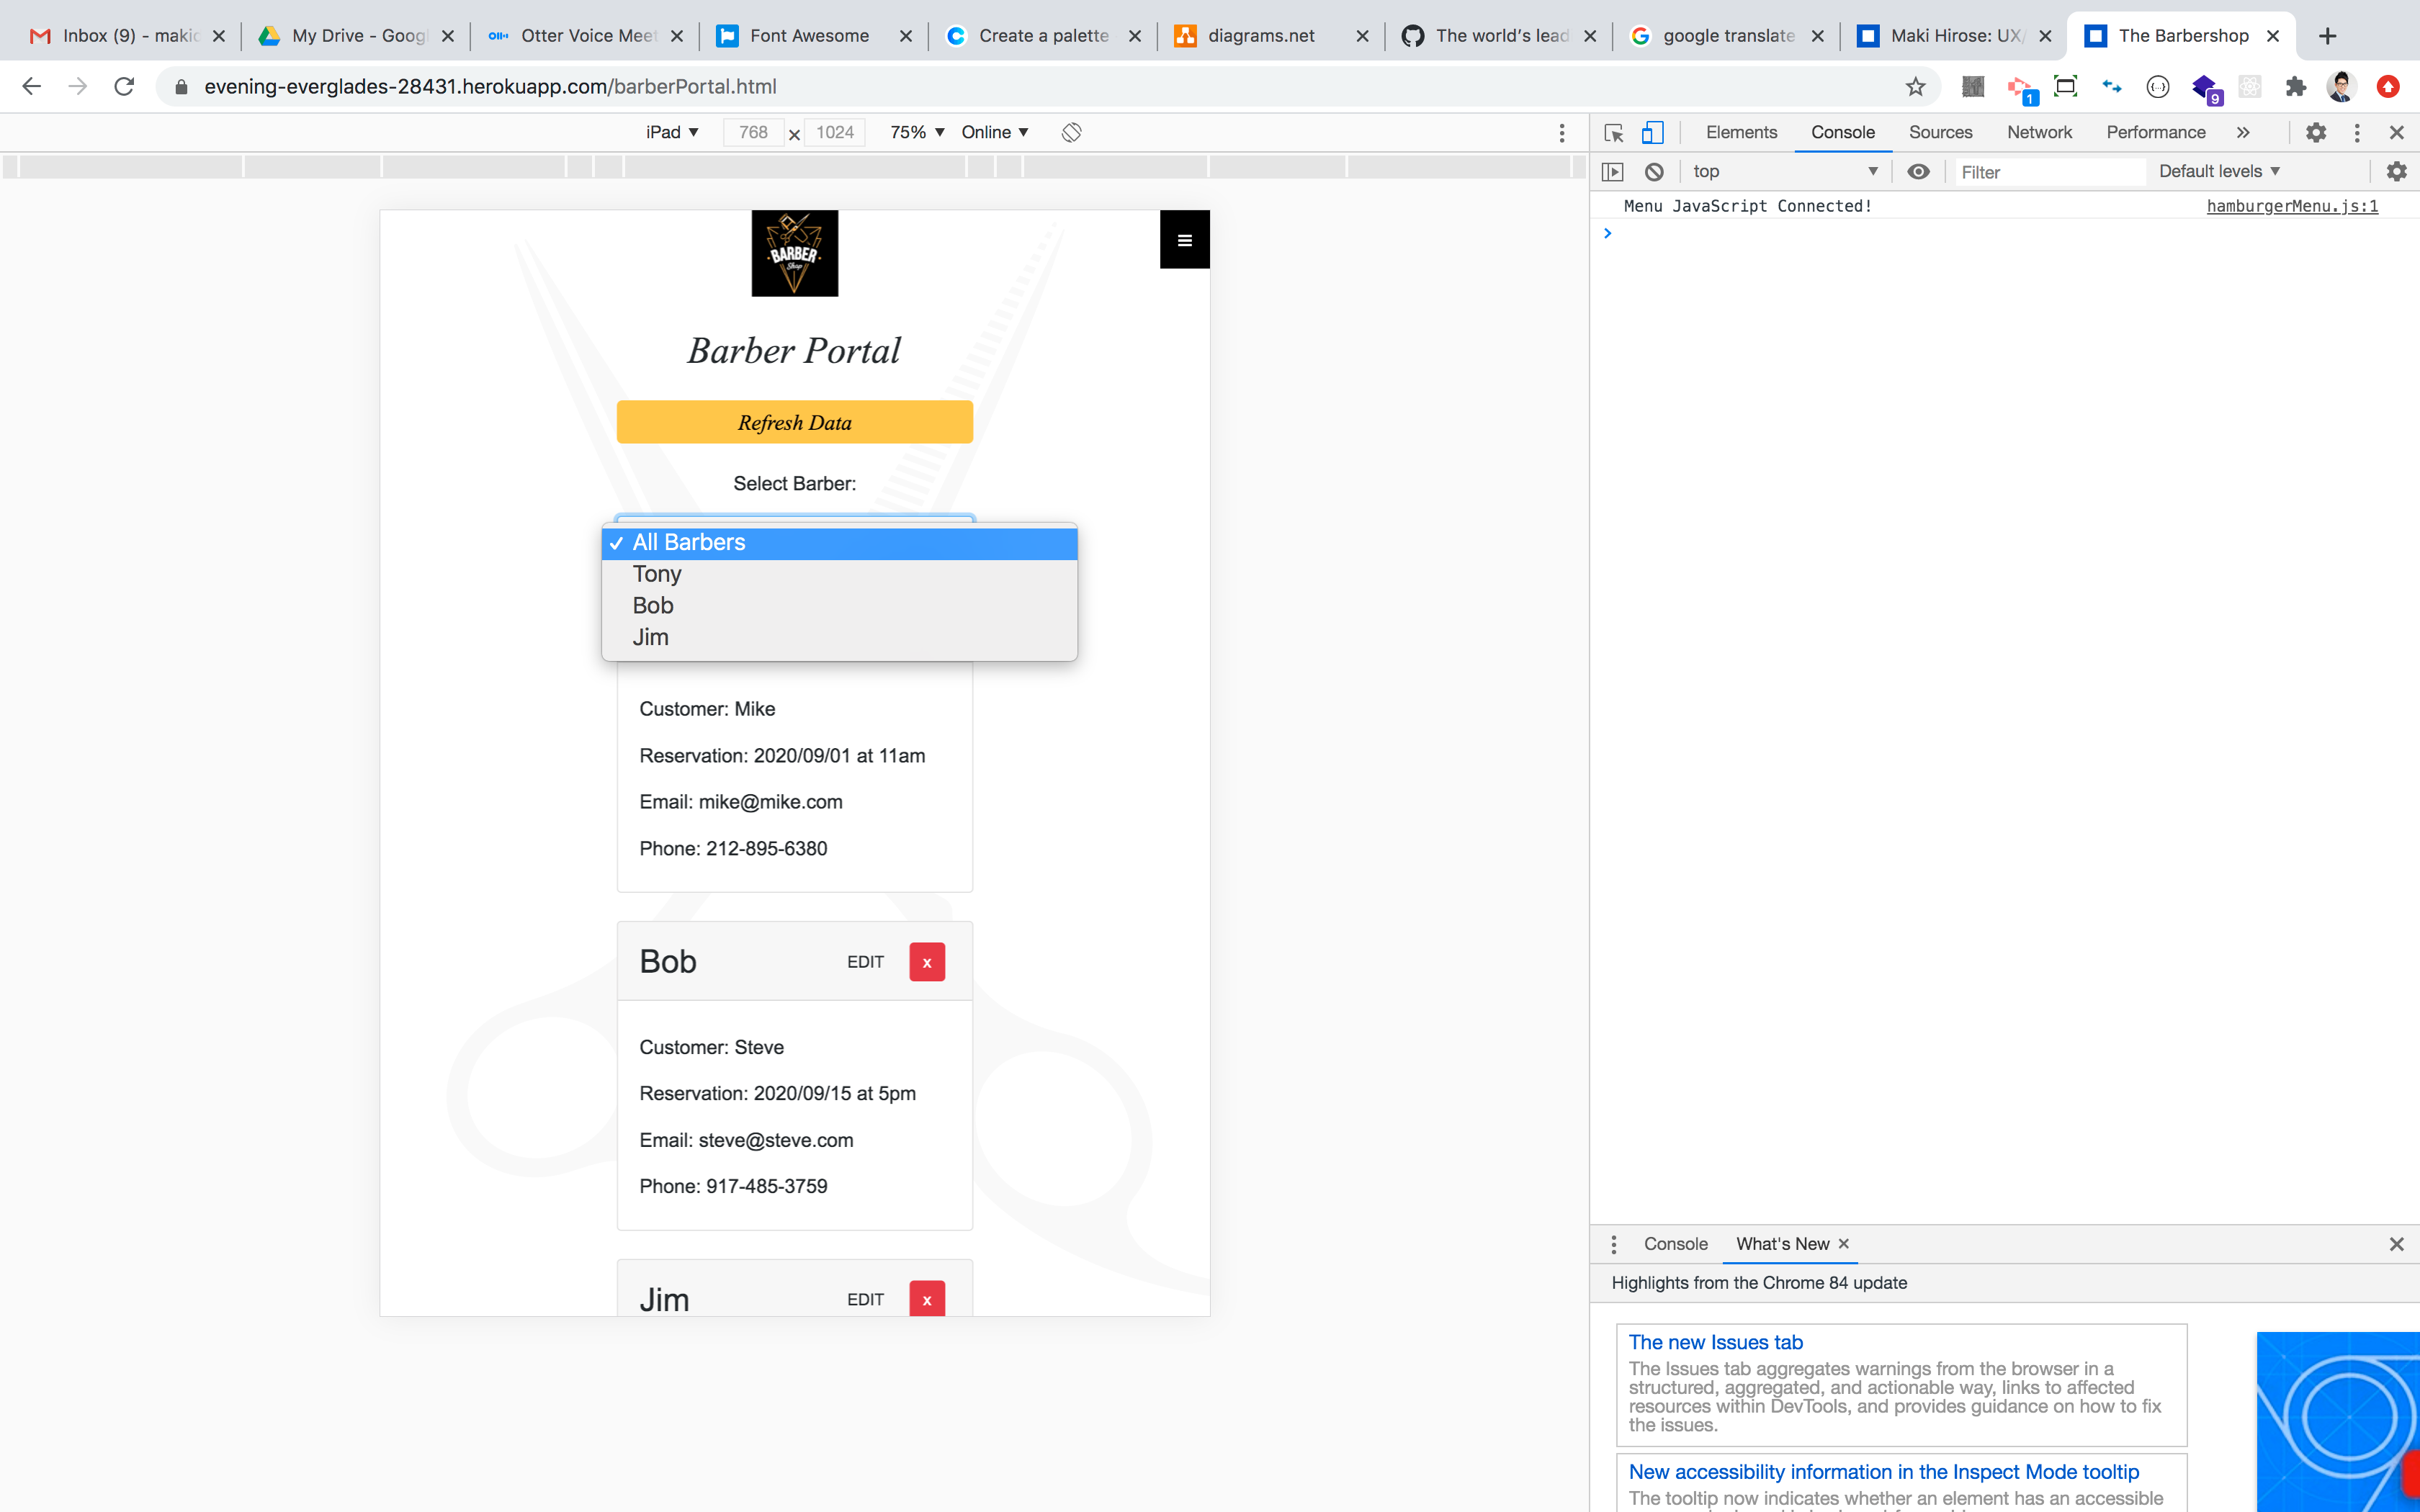 Inbox (9) - maki
My Drive - Googl
Otter Voice Meet
Font Awesome
Create a palette
diagrams.net
The world's lead
google translate
Maki Hirose: UX/
The Barbershop
evening-everglades-28431.herokuapp.com/barberPortal.html
1
9
iPad
768
1024
75%
Online
Elements
Console
Sources
Network
Performance
top
Filter
Default levels
Menu JavaScript Connected!
hamburgerMenu.js:1
BARBER
Shop
Barber Portal
Refresh Data
Select Barber:
✓ All Barbers
Tony
Bob
Jim
Customer: Mike
Reservation: 2020/09/01 at 11am
Email: mike@mike.com
Phone: 212-895-6380
Bob
EDIT
x
Customer: Steve
Reservation: 2020/09/15 at 5pm
Email: steve@steve.com
Phone: 917-485-3759
Jim
EDIT
x
Console
What's New
Highlights from the Chrome 84 update
The new Issues tab
The Issues tab aggregates warnings from the browser in a
structured, aggregated, and actionable way, links to affected
resources within DevTools, and provides guidance on how to fix
the issues.
New accessibility information in the Inspect Mode tooltip
The tooltip now indicates whether an element has an accessible